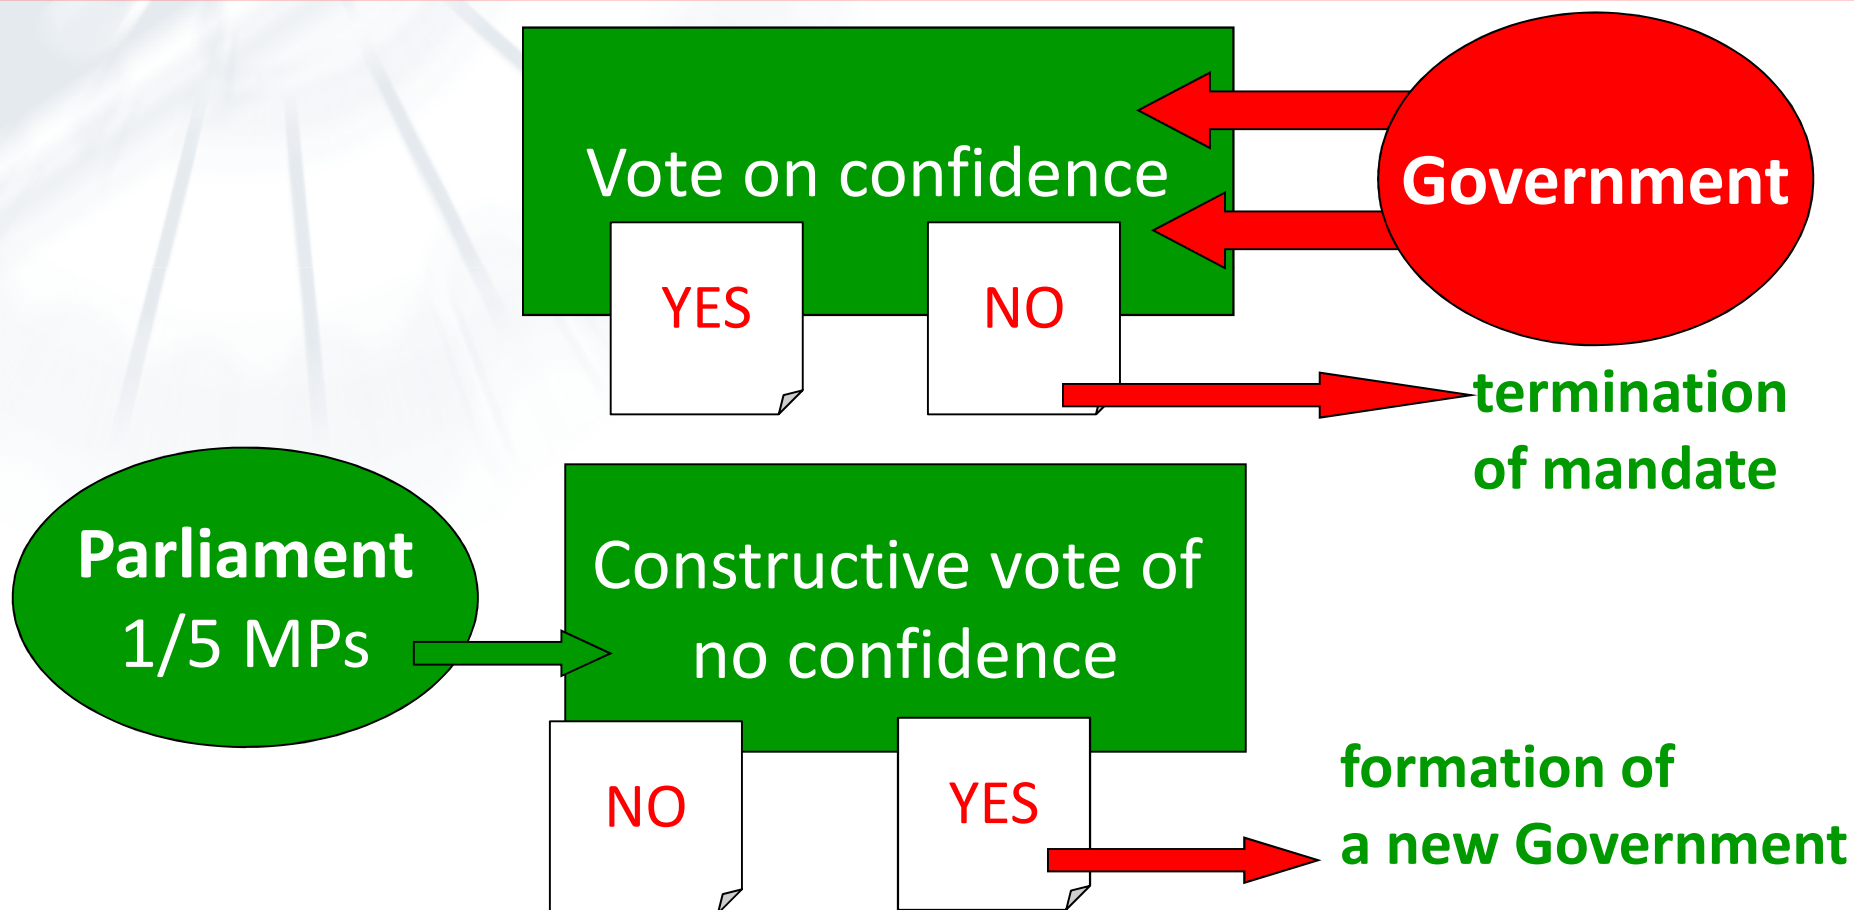 Vote on confidence
Government
YES
NO
termination
of mandate
Parliament
1/5 MPs
Constructive vote of
no confidence
NO
YES
formation of
a new Government